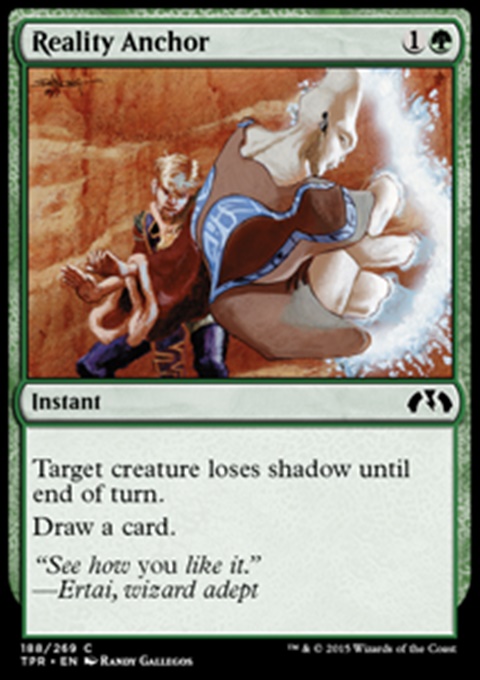 Reality Anchor 1
Instant
Target creature loses shadow until
end of turn.
Draw a card.
“See how you like it.”
—Ertai, wizard adept
188/269 C
TPR • EN Randy Gallegos
™ & © 2015 Wizards of the Coast